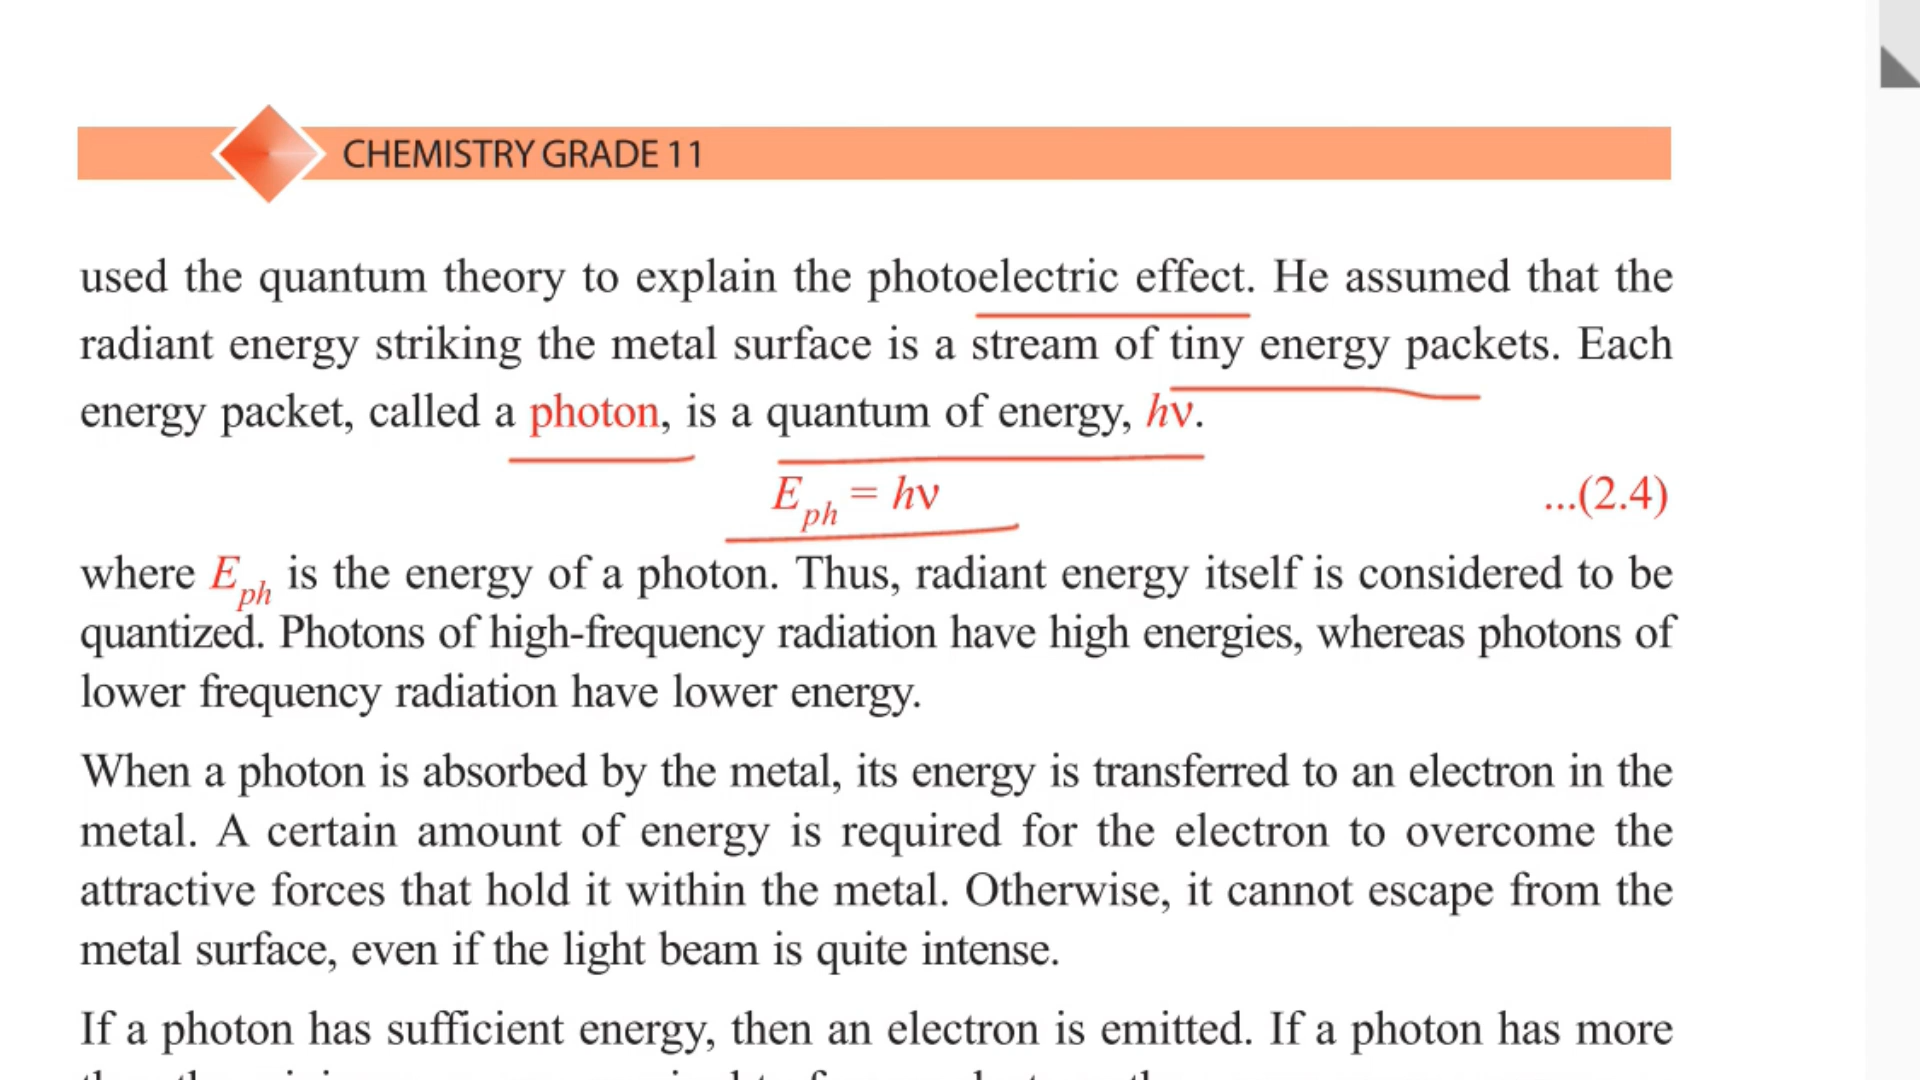 CHEMISTRY GRADE 11
used the quantum theory to explain the photoelectric effect. He assumed that the
radiant energy striking the metal surface is a stream of tiny energy packets. Each
energy packet, called a photon, is a quantum of energy, hν.
E_ph = hν ...(2.4)
where E_ph is the energy of a photon. Thus, radiant energy itself is considered to be
quantized. Photons of high-frequency radiation have high energies, whereas photons of
lower frequency radiation have lower energy.
When a photon is absorbed by the metal, its energy is transferred to an electron in the
metal. A certain amount of energy is required for the electron to overcome the
attractive forces that hold it within the metal. Otherwise, it cannot escape from the
metal surface, even if the light beam is quite intense.
If a photon has sufficient energy, then an electron is emitted. If a photon has more